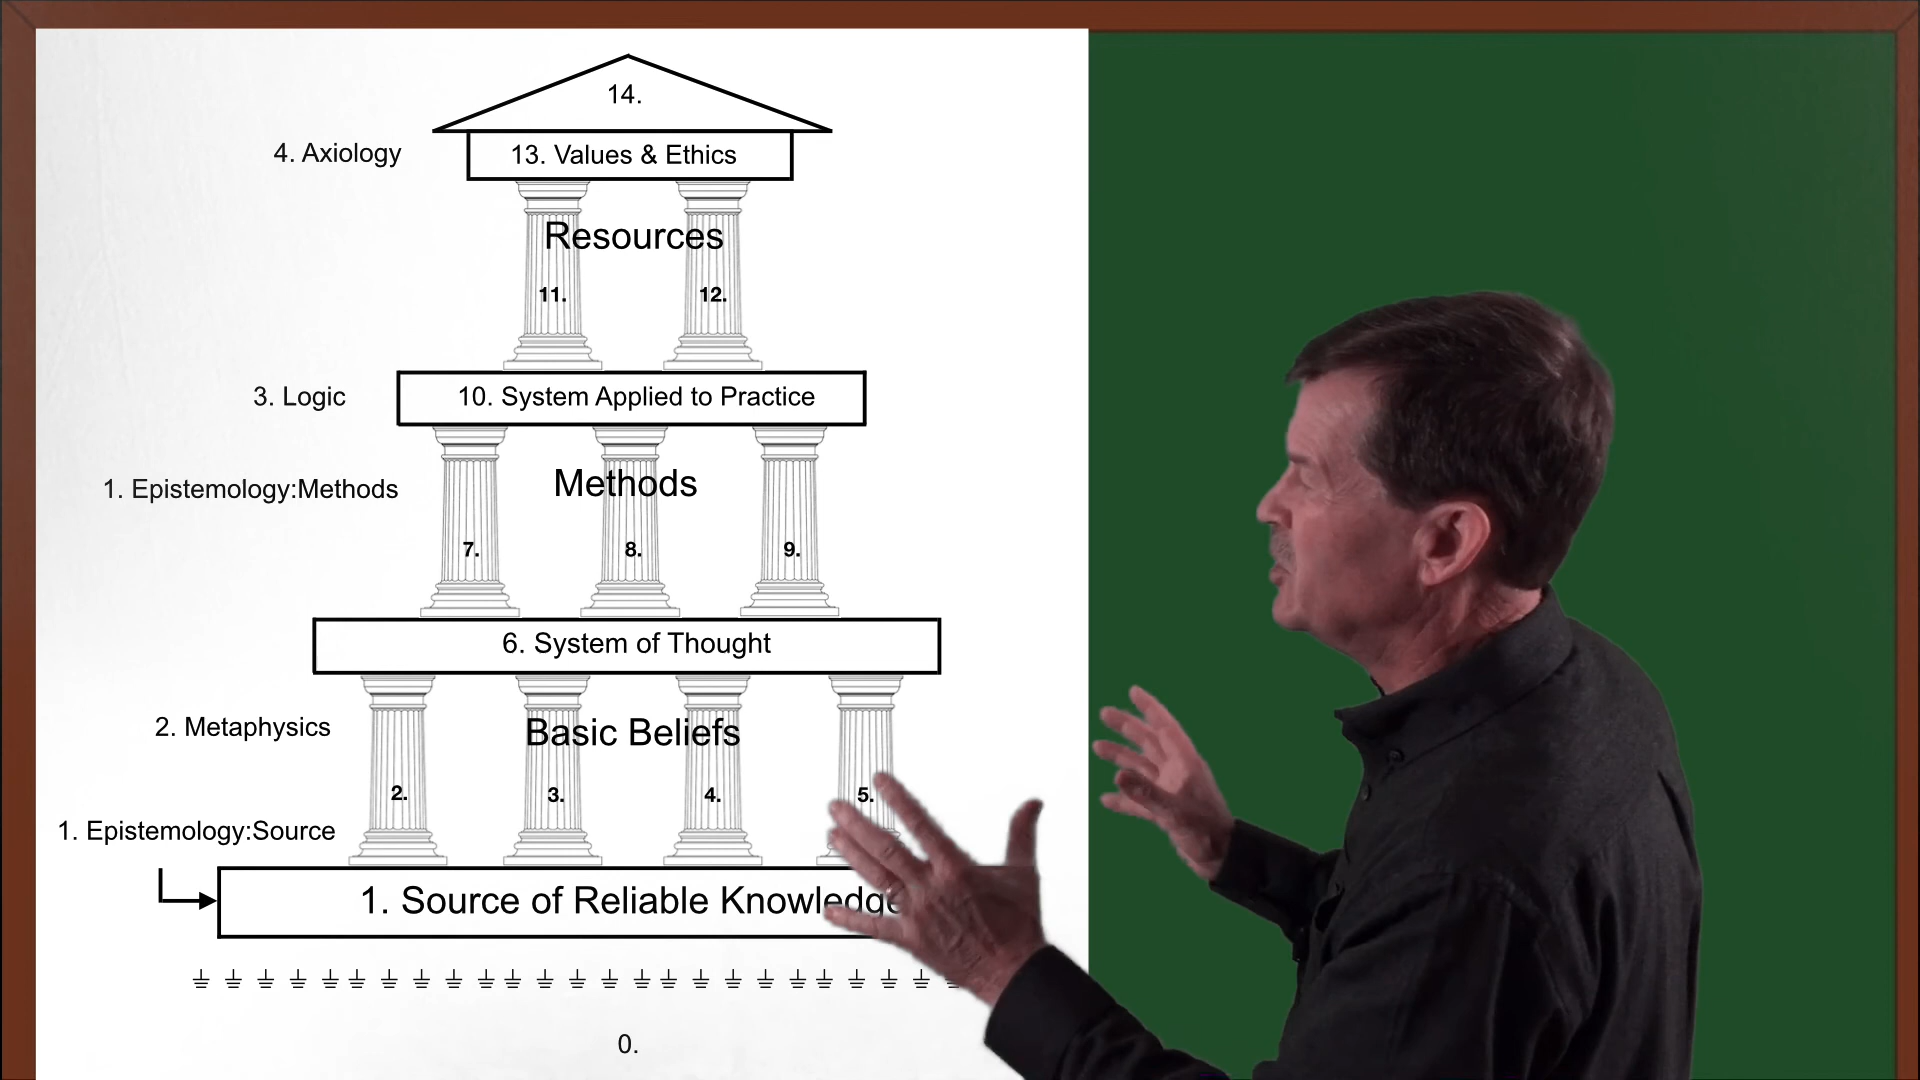 14.
4. Axiology
13. Values & Ethics
Resources
11.
12.
3. Logic
10. System Applied to Practice
Methods
1. Epistemology:Methods
7.
8.
9.
6. System of Thought
2. Metaphysics
Basic Beliefs
2.
3.
4.
5.
1. Epistemology:Source
1. Source of Reliable Knowledge
0.